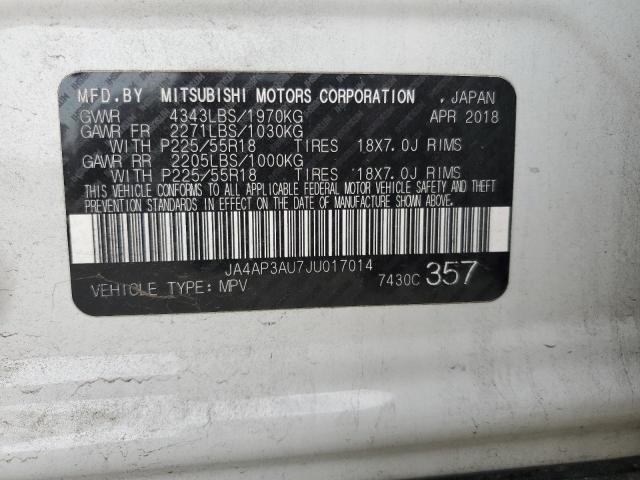 MFD.BY MITSUBISHI MOTORS CORPORATION , JAPAN
GVWR 4343LBS/1970KG APR 2018
GAWR FR 2271LBS/1030KG
WITH P225/55R18 TIRES 18X7.0J RIMS
GAWR RR 2205LBS/1000KG
WITH P225/55R18 TIRES 18X7.0J RIMS
THIS VEHICLE CONFORMS TO ALL APPLICABLE FEDERAL MOTOR VEHICLE SAFETY AND THEFT
PREVENTION STANDARDS IN EFFECT ON THE DATE OF MANUFACTURE SHOWN ABOVE.
JA4AP3AU7JU017014
VEHICLE TYPE: MPV 7430C 357